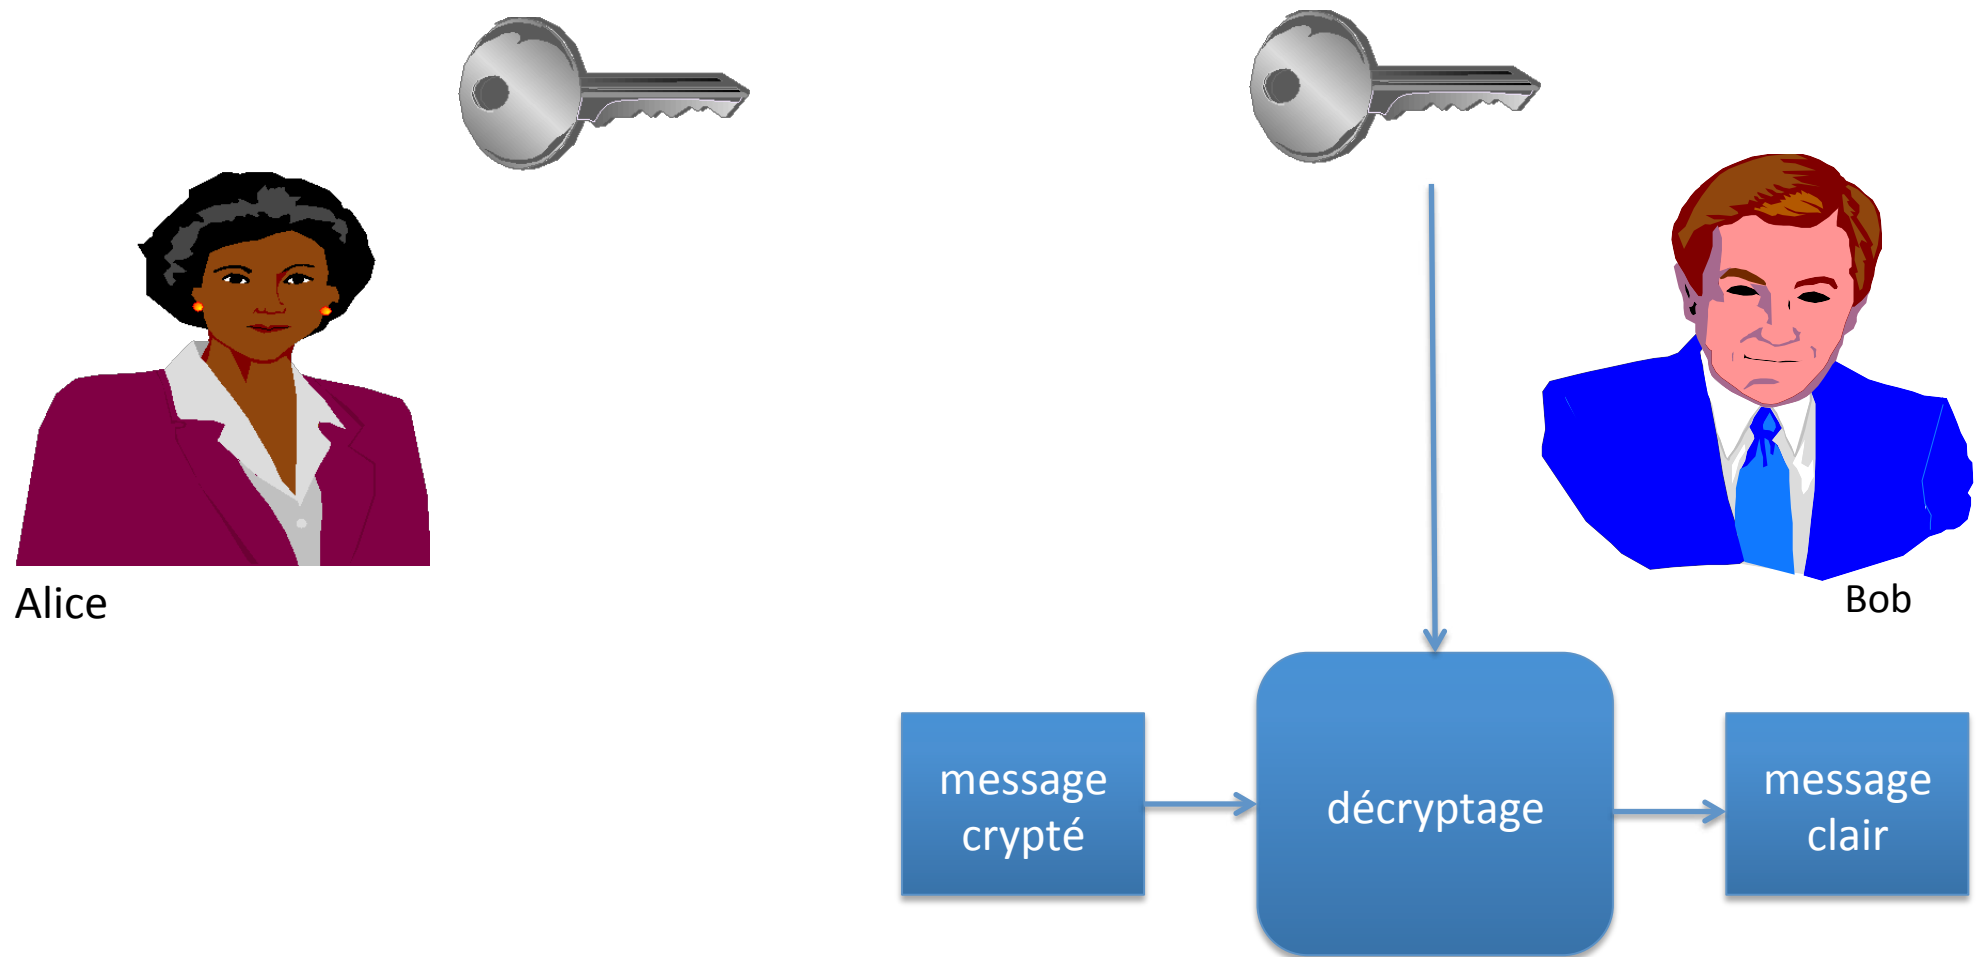 Alice
Bob
message
crypté
décryptage
message
clair